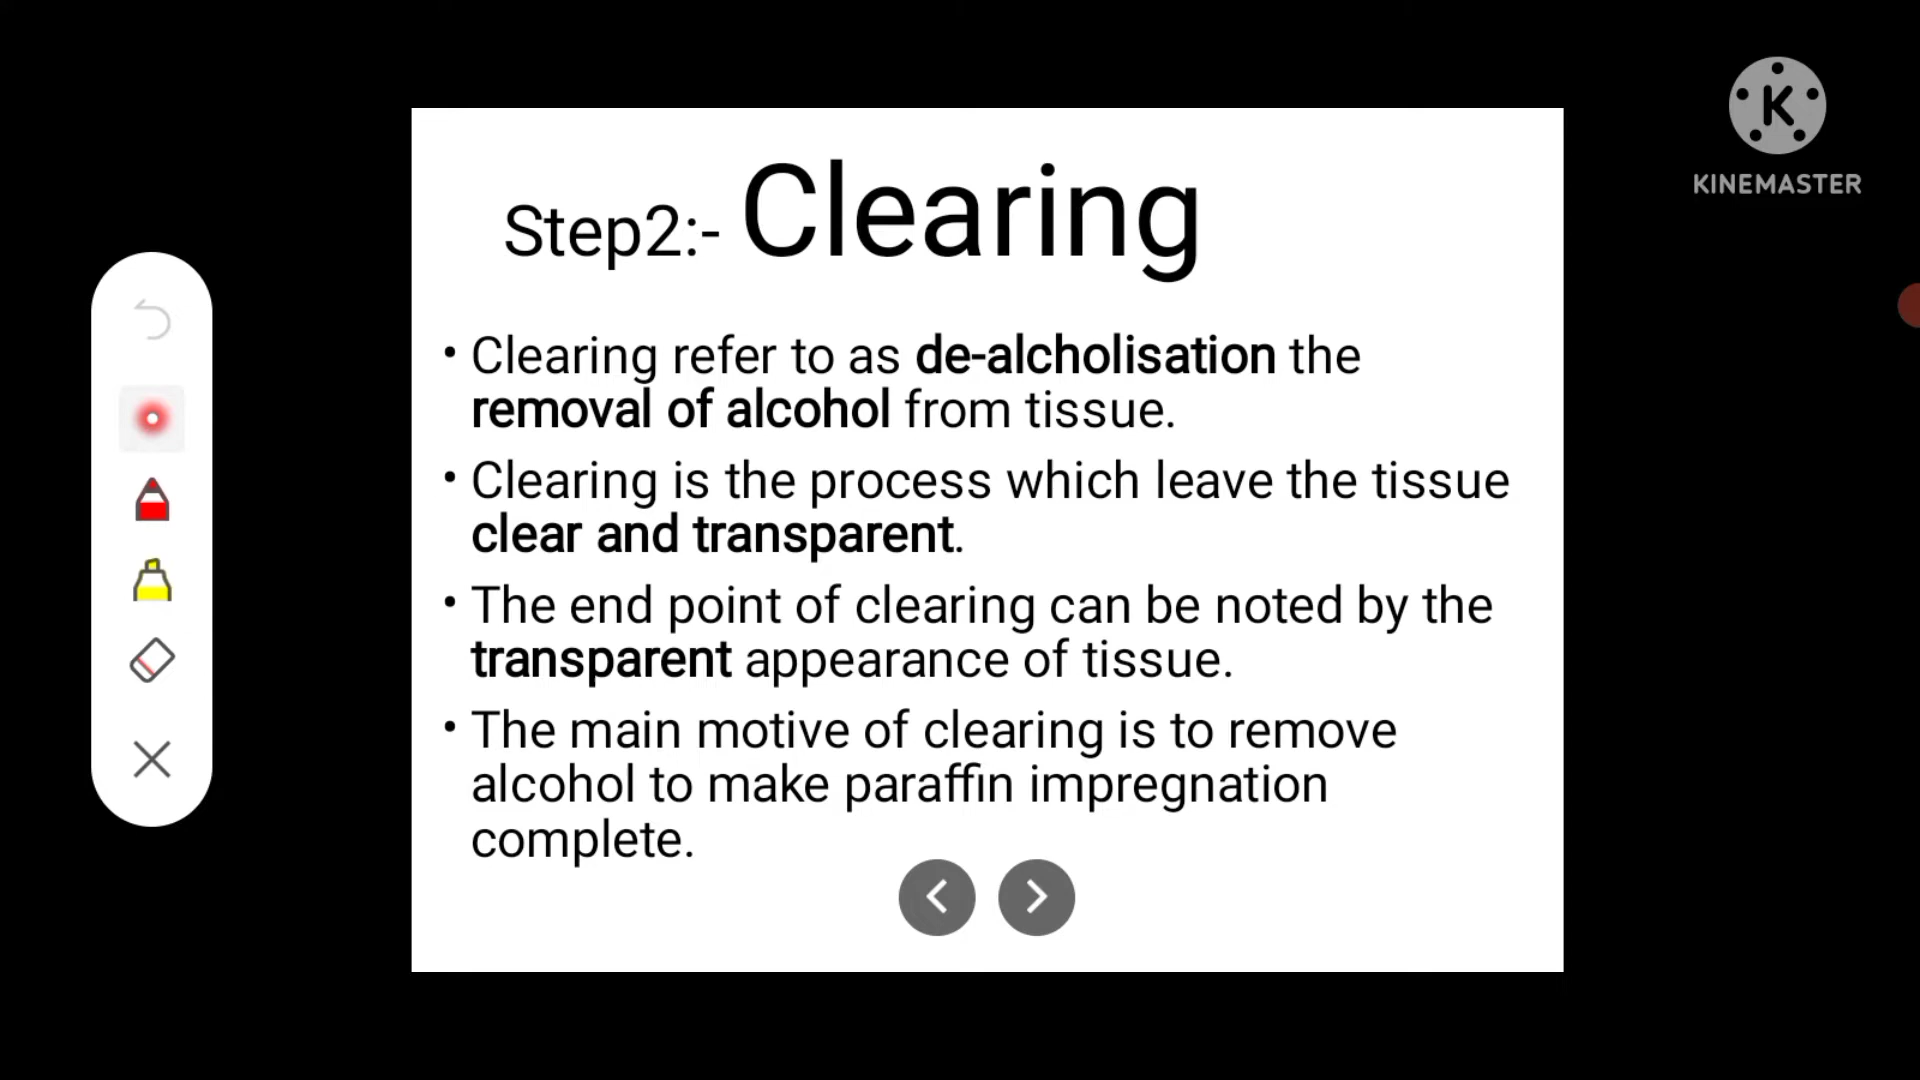 K
KINEMASTER
Step2:- Clearing
• Clearing refer to as de-alcholisation the
removal of alcohol from tissue.
• Clearing is the process which leave the tissue
clear and transparent.
• The end point of clearing can be noted by the
transparent appearance of tissue.
• The main motive of clearing is to remove
alcohol to make paraffin impregnation
complete.